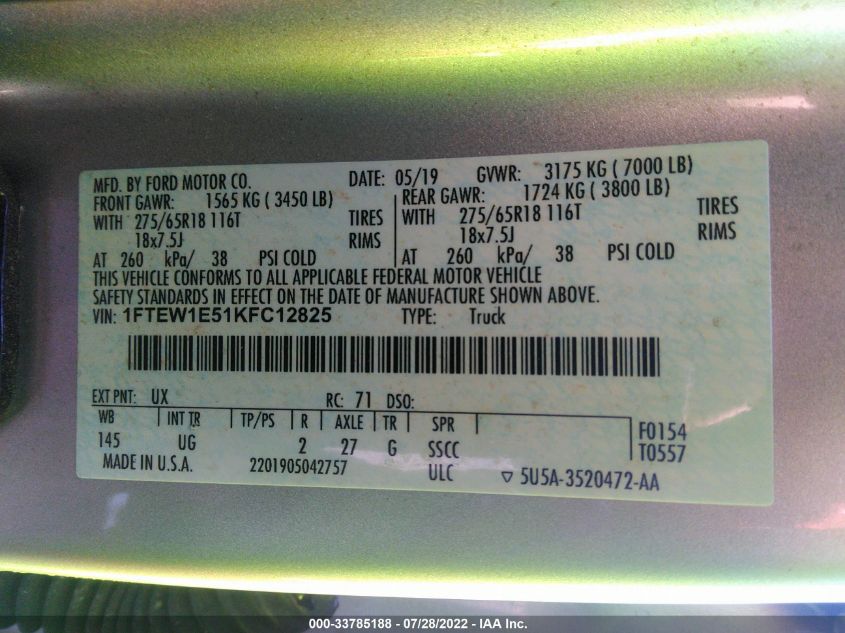 MFD. BY FORD MOTOR CO. DATE: 05/19 GVWR: 3175 KG ( 7000 LB)
FRONT GAWR: 1565 KG ( 3450 LB) REAR GAWR: 1724 KG ( 3800 LB)
WITH 275/65R18 116T TIRES WITH 275/65R18 116T TIRES
18x7.5J RIMS 18x7.5J RIMS
AT 260 kPa/ 38 PSI COLD AT 260 kPa/ 38 PSI COLD
THIS VEHICLE CONFORMS TO ALL APPLICABLE FEDERAL MOTOR VEHICLE
SAFETY STANDARDS IN EFFECT ON THE DATE OF MANUFACTURE SHOWN ABOVE.
VIN: 1FTEW1E51KFC12825 TYPE: Truck
EXT PNT: UX RC: 71 DSO:
WB INT TR TP/PS R AXLE TR SPR F0154
145 UG 2 27 G SSCC T0557
MADE IN U.S.A. 2201905042757 ULC ▽ 5U5A-3520472-AA
000-33785188 - 07/28/2022 - IAA Inc.